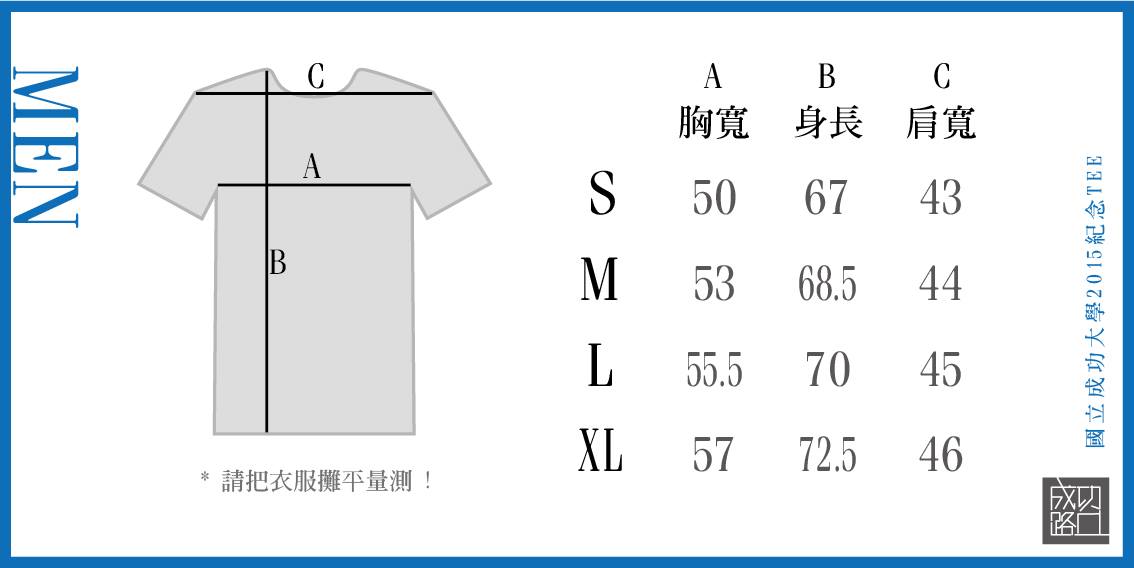 MEN
C
A
B
* 請把衣服攤平量測 !
A B C
胸寬 身長 肩寬
S 50 67 43
M 53 68.5 44
L 55.5 70 45
XL 57 72.5 46
國立成功大學2015紀念TEE
成功路口